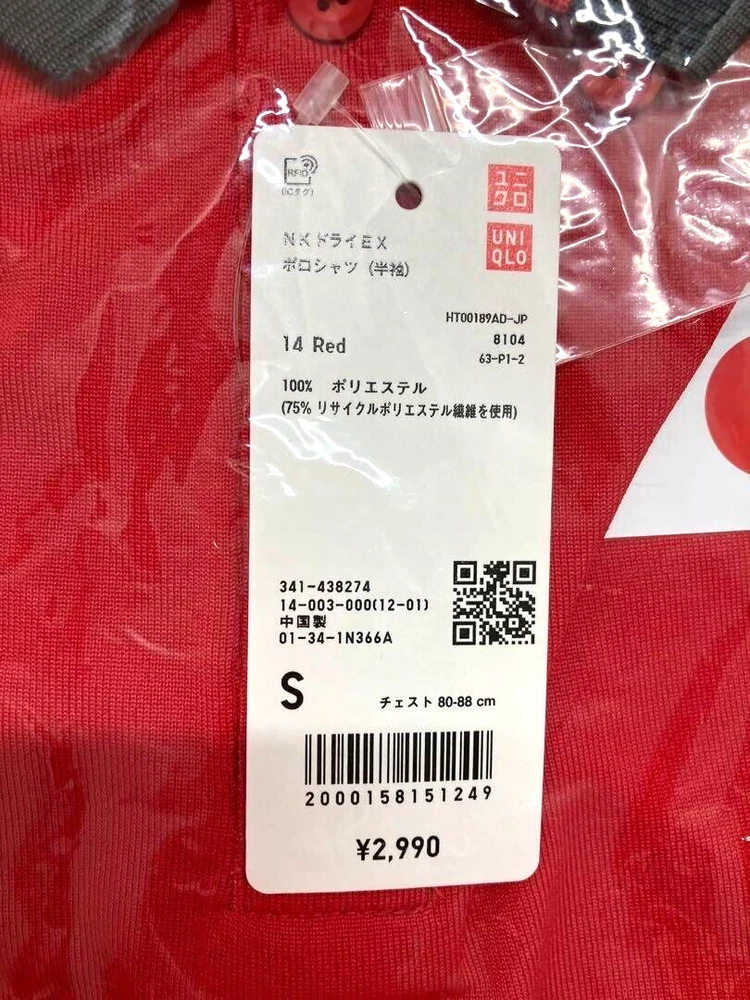 RFID
(ICタグ)
ユニ
クロ
UNI
QLO
NKドライEX
ポロシャツ (半袖)
HT00189AD-JP
14 Red
8104
63-P1-2
100% ポリエステル
(75% リサイクルポリエステル繊維を使用)
341-438274
14-003-000(12-01)
中国製
01-34-1N366A
S
チェスト 80-88 cm
2000158151249
¥2,990